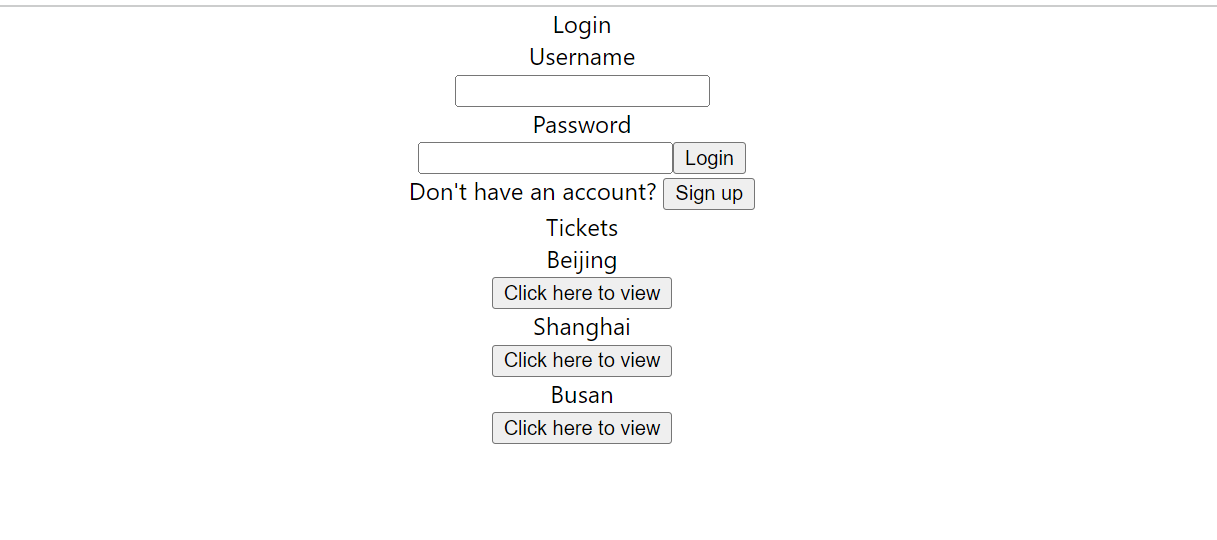 Login
Username
Password
Login
Don't have an account? Sign up
Tickets
Beijing
Click here to view
Shanghai
Click here to view
Busan
Click here to view